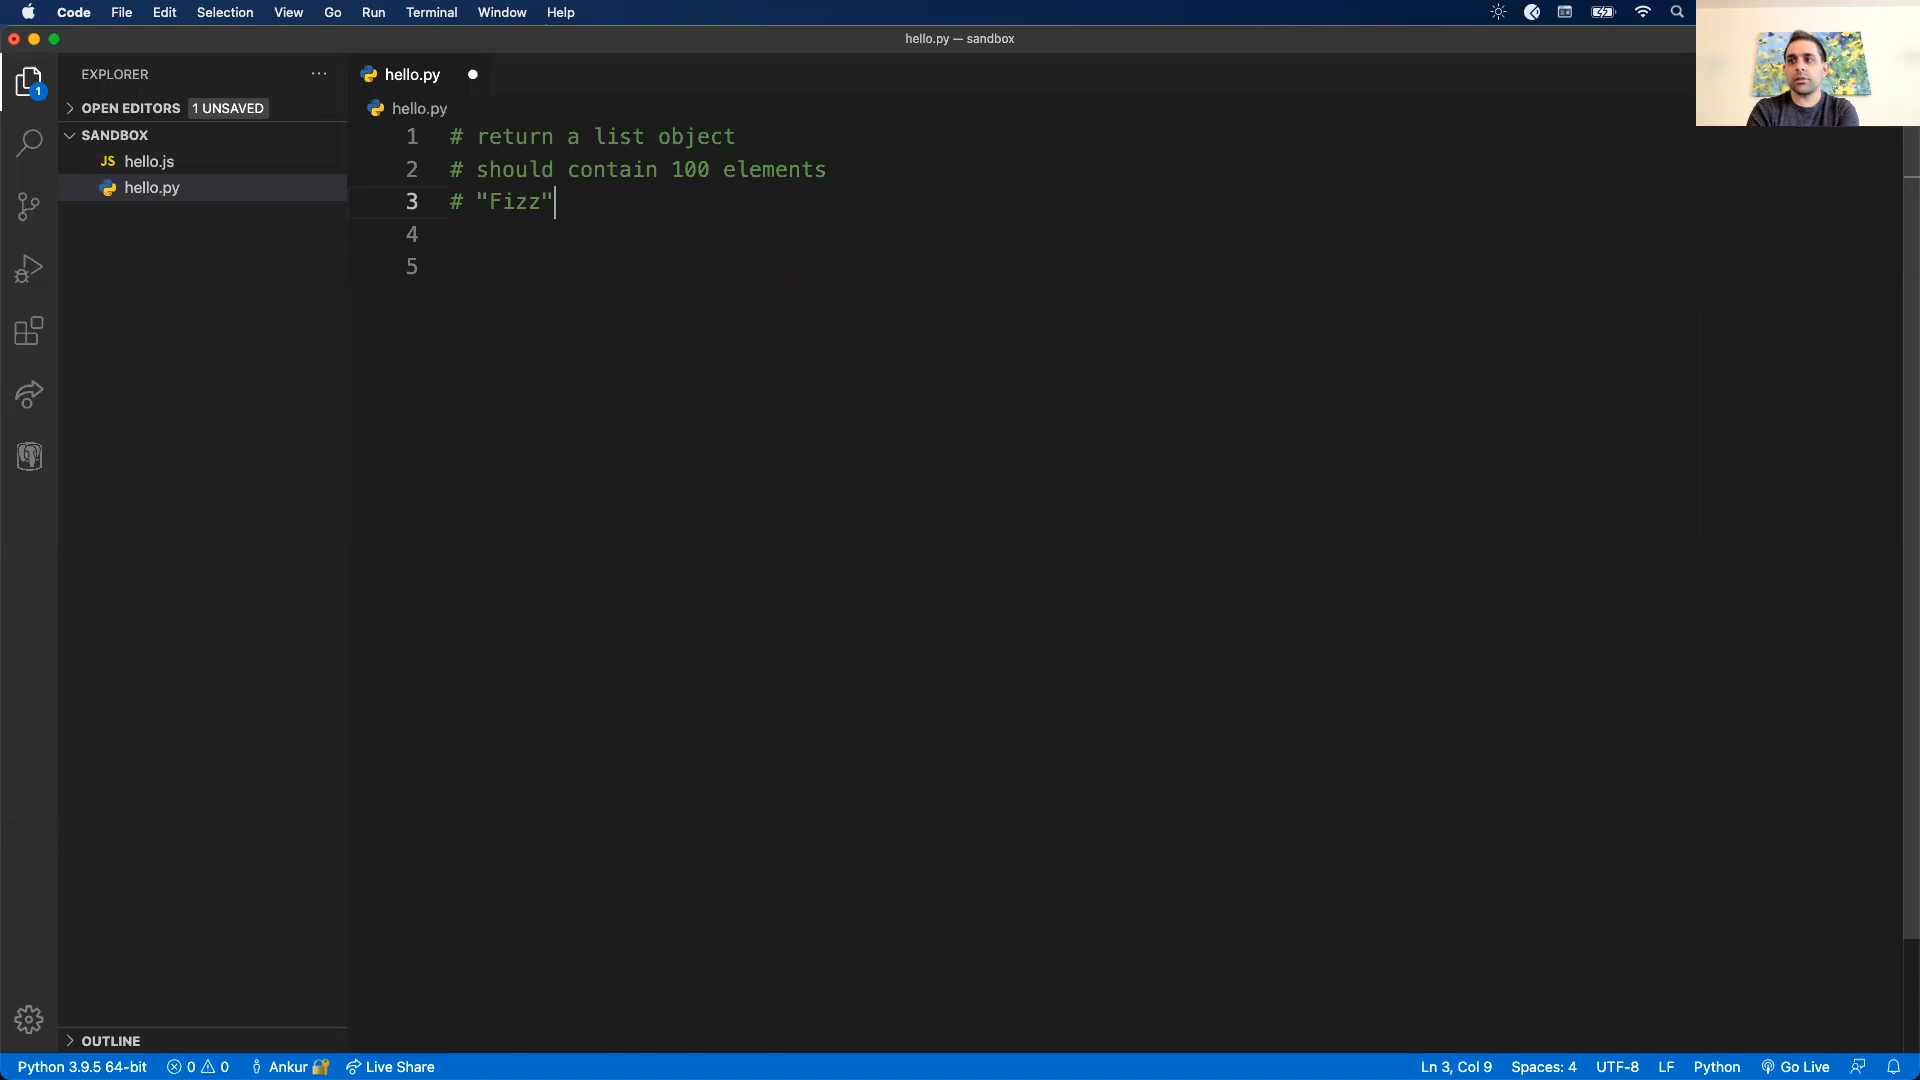 Code File Edit Selection View Go Run Terminal Window Help
hello.py — sandbox
EXPLORER ···
hello.py
1
OPEN EDITORS 1 UNSAVED
hello.py
SANDBOX
JS hello.js
hello.py
1 # return a list object
2 # should contain 100 elements
3 # "Fizz"
4
5
OUTLINE
Python 3.9.5 64-bit 0 0 Ankur Live Share Ln 3, Col 9 Spaces: 4 UTF-8 LF Python Go Live